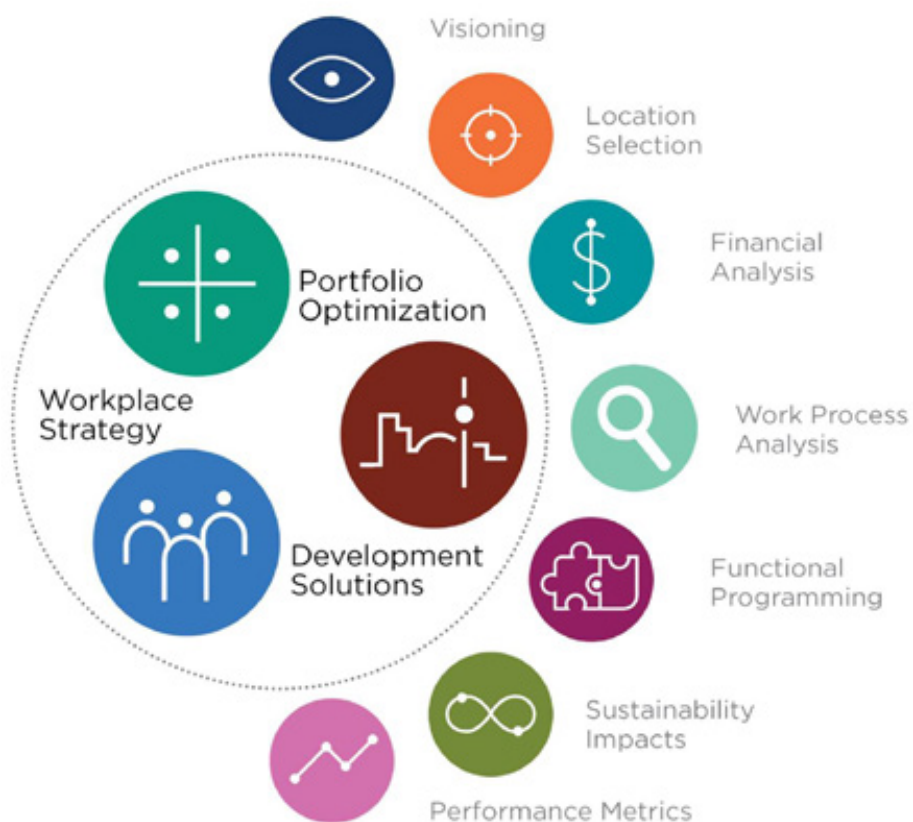 Visioning
Location
Selection
Financial
Analysis
Portfolio
Optimization
Workplace
Strategy
Work Process
Analysis
Development
Solutions
Functional
Programming
Sustainability
Impacts
Performance Metrics